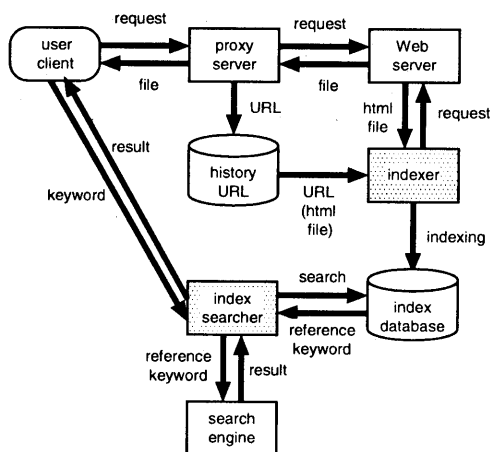 request
request
user
client
proxy
server
Web
server
file
file
URL
html
file
request
result
history
URL
URL
(html
file)
indexer
keyword
indexing
search
index
searcher
index
database
reference
keyword
reference
keyword
result
search
engine